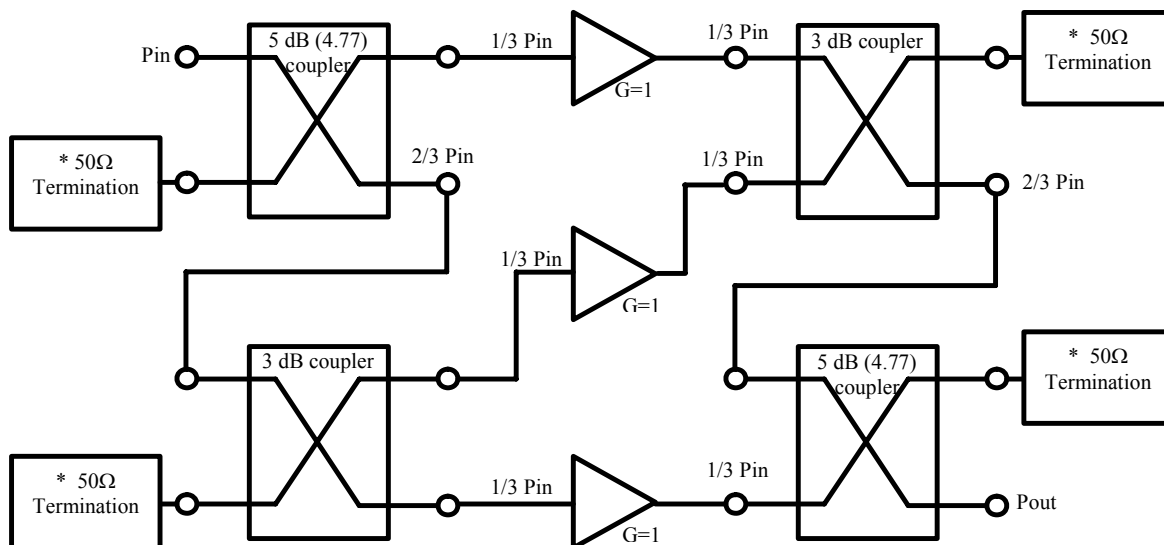 5 dB (4.77)
coupler
1/3 Pin
1/3 Pin
3 dB coupler
* 50Ω
Termination
Pin
G=1
* 50Ω
Termination
2/3 Pin
1/3 Pin
2/3 Pin
1/3 Pin
G=1
3 dB coupler
5 dB (4.77)
coupler
* 50Ω
Termination
* 50Ω
Termination
1/3 Pin
1/3 Pin
Pout
G=1